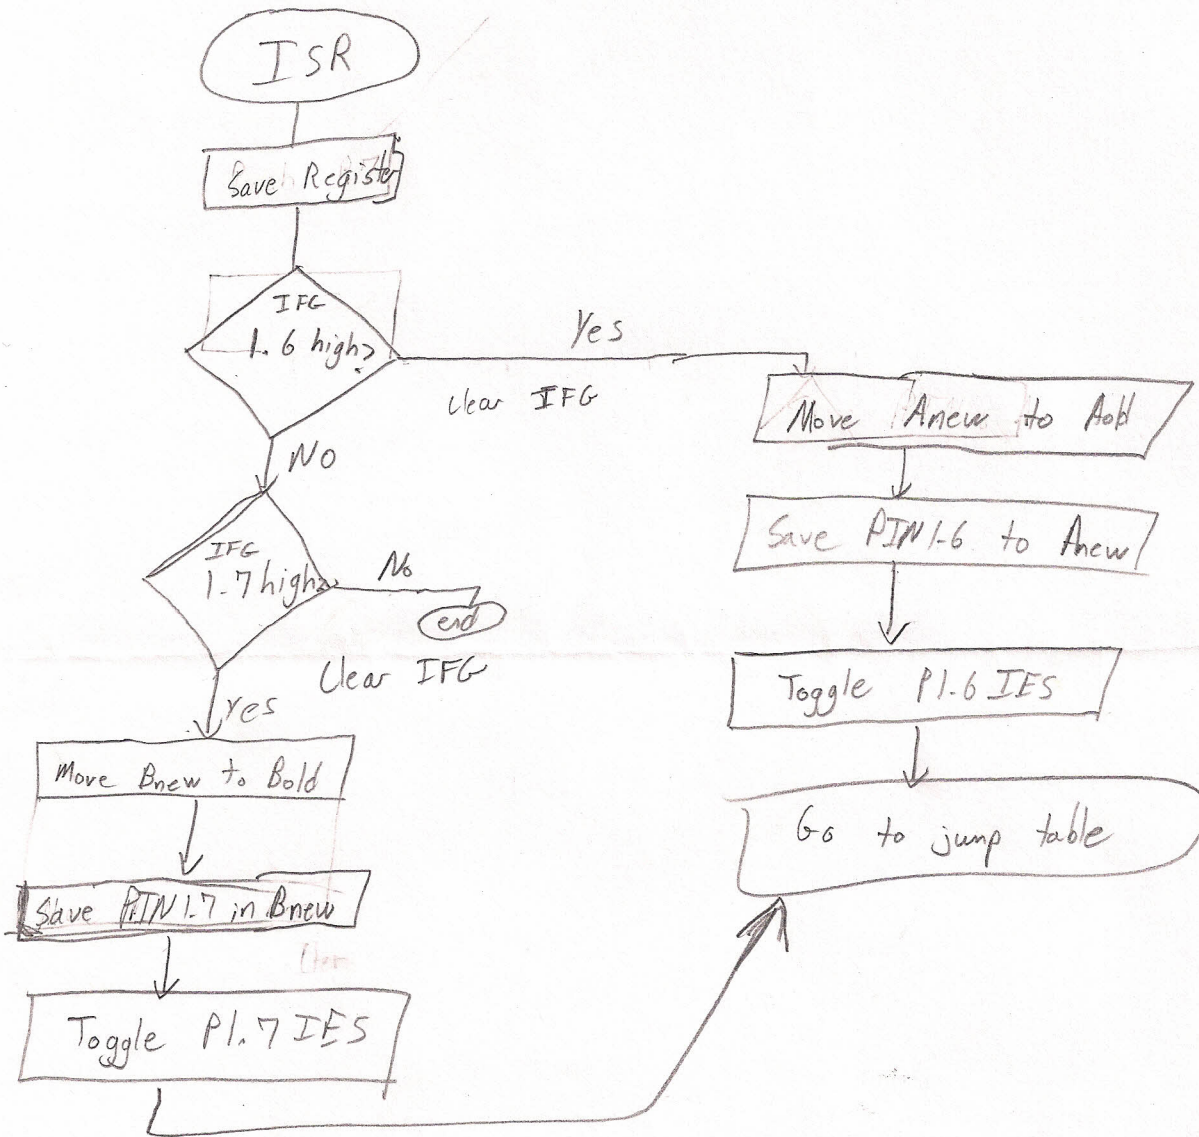 ISR
Save Register
IFG
1.6 high?
Yes
Clear IFG
Move Anew to Aold
No
Save PIN1.6 to Anew
IFG
1.7 high?
No
end
Clear IFG
Toggle P1.6 IES
Yes
Move Bnew to Bold
Go to jump table
Save PIN1.7 in Bnew
Toggle P1.7 IES